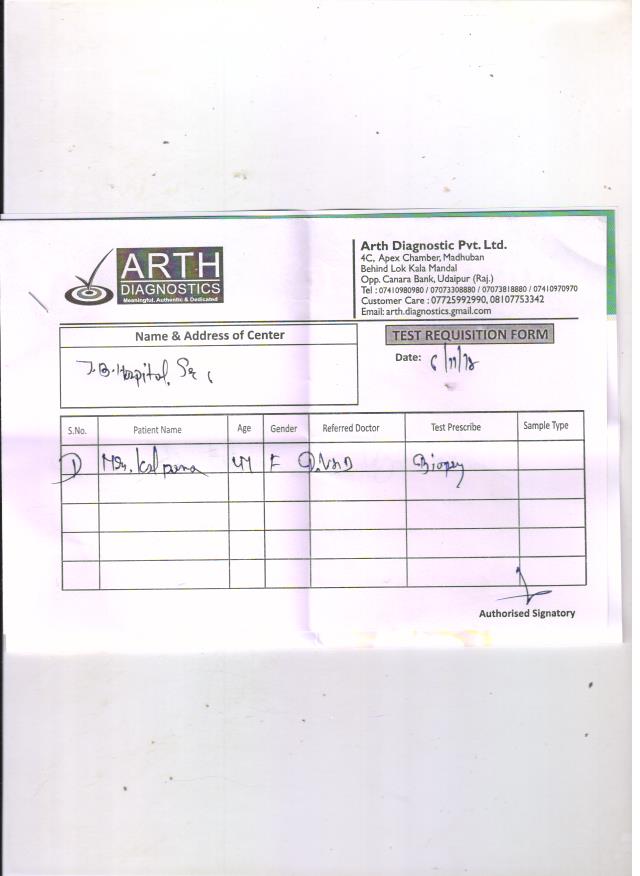 ARTH
DIAGNOSTICS
Meaningful, Authentic & Dedicated
Arth Diagnostic Pvt. Ltd.
4C, Apex Chamber, Madhuban
Behind Lok Kala Mandal
Opp. Canara Bank, Udaipur (Raj.)
Tel : 07410980980 / 07073308880 / 07073818880 / 07410970970
Customer Care : 07725992990, 08107753342
Email: arth.diagnostics.gmail.com
Name & Address of Center
TEST REQUISITION FORM
J.B. Hospital,
Date:
S.No. Patient Name Age Gender Referred Doctor Test Prescribe Sample Type
1) Kalpana F Biopsy
Authorised Signatory